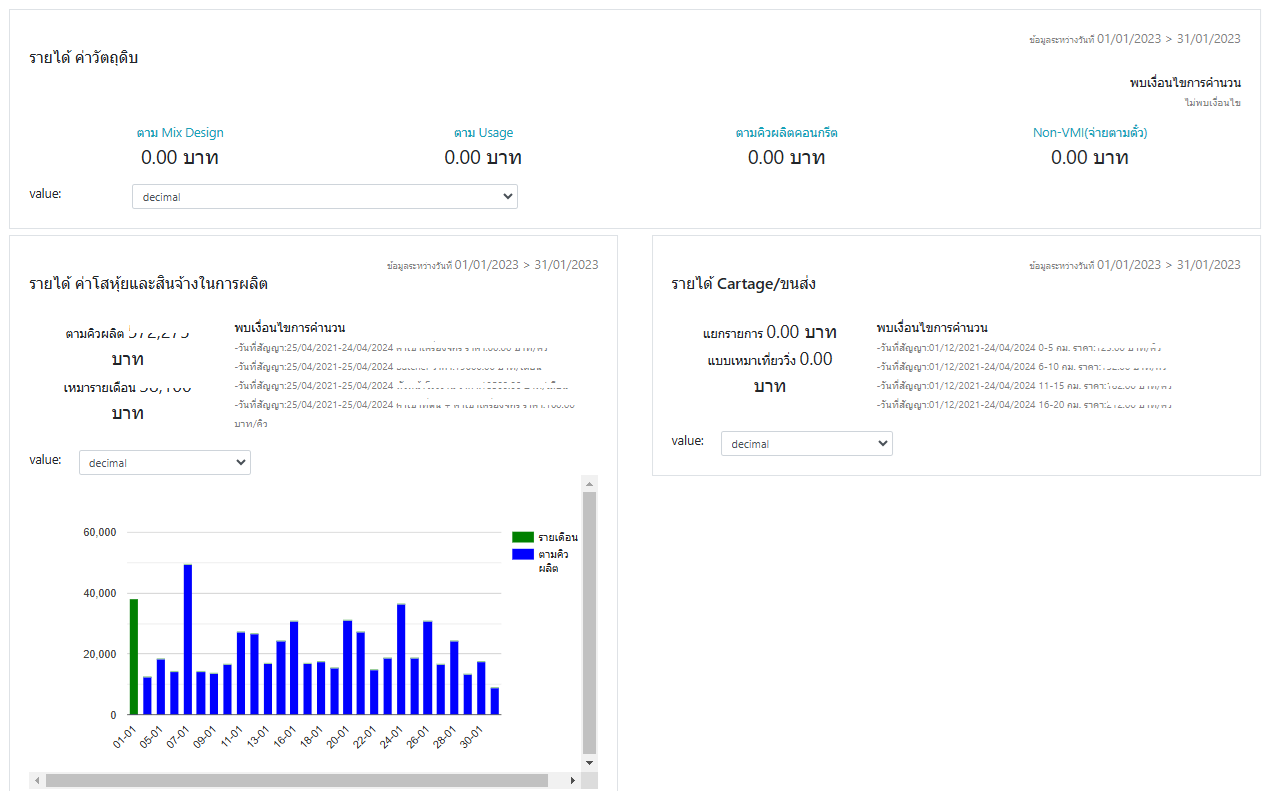 ข้อมูลระหว่างวันที่ 01/01/2023 > 31/01/2023
รายได้ ค่าวัตถุดิบ
พบเงื่อนไขการคำนวน
ไม่พบเงื่อนไข
ตาม Mix Design
0.00 บาท
ตาม Usage
0.00 บาท
ตามคิวผลิตคอนกรีต
0.00 บาท
Non-VMI(จ่ายตามตั๋ว)
0.00 บาท
value:
decimal
ข้อมูลระหว่างวันที่ 01/01/2023 > 31/01/2023
รายได้ ค่าโสหุ้ยและสินจ้างในการผลิต
ตามคิวผลิต
บาท
เหมารายเดือน
บาท
พบเงื่อนไขการคำนวน
-วันที่สัญญา:25/04/2021-24/04/2024
-วันที่สัญญา:25/04/2021-25/04/2024
-วันที่สัญญา:25/04/2021-25/04/2024
-วันที่สัญญา:25/04/2021-25/04/2024
บาท/คิว
value:
decimal
60,000
40,000
20,000
0
รายเดือน
ตามคิว
ผลิต
01-01 05-01 07-01 09-01 11-01 13-01 16-01 18-01 20-01 22-01 24-01 26-01 28-01 30-01
ข้อมูลระหว่างวันที่ 01/01/2023 > 31/01/2023
รายได้ Cartage/ขนส่ง
แยกรายการ 0.00 บาท
แบบเหมาเที่ยววิ่ง 0.00
บาท
พบเงื่อนไขการคำนวน
-วันที่สัญญา:01/12/2021-24/04/2024 0-5 กม. ราคา:
-วันที่สัญญา:01/12/2021-24/04/2024 6-10 กม. ราคา:
-วันที่สัญญา:01/12/2021-24/04/2024 11-15 กม. ราคา:
-วันที่สัญญา:01/12/2021-24/04/2024 16-20 กม. ราคา:
value:
decimal